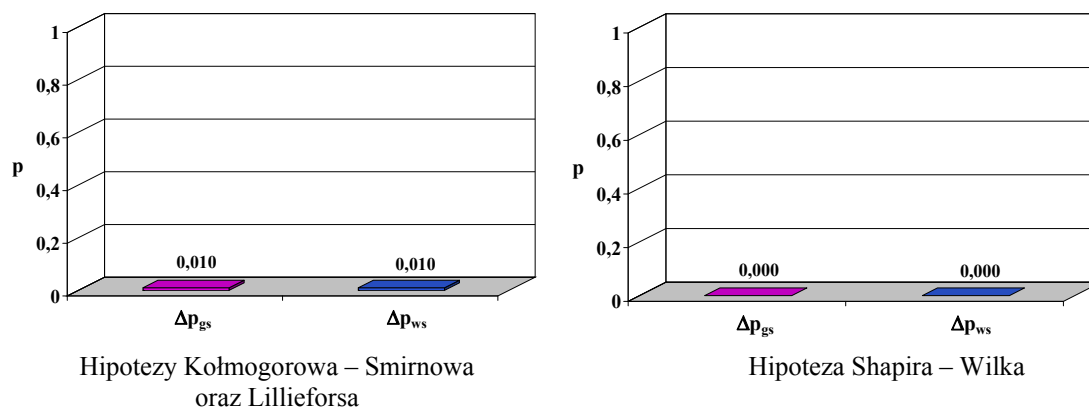 1
0,8
0,6
p
0,4
0,2
0
0,010
0,010
Δp_gs
Δp_ws
Hipotezy Kołmogorowa – Smirnowa
oraz Lillieforsa
1
0,8
0,6
p
0,4
0,2
0
0,000
0,000
Δp_gs
Δp_ws
Hipoteza Shapira – Wilka